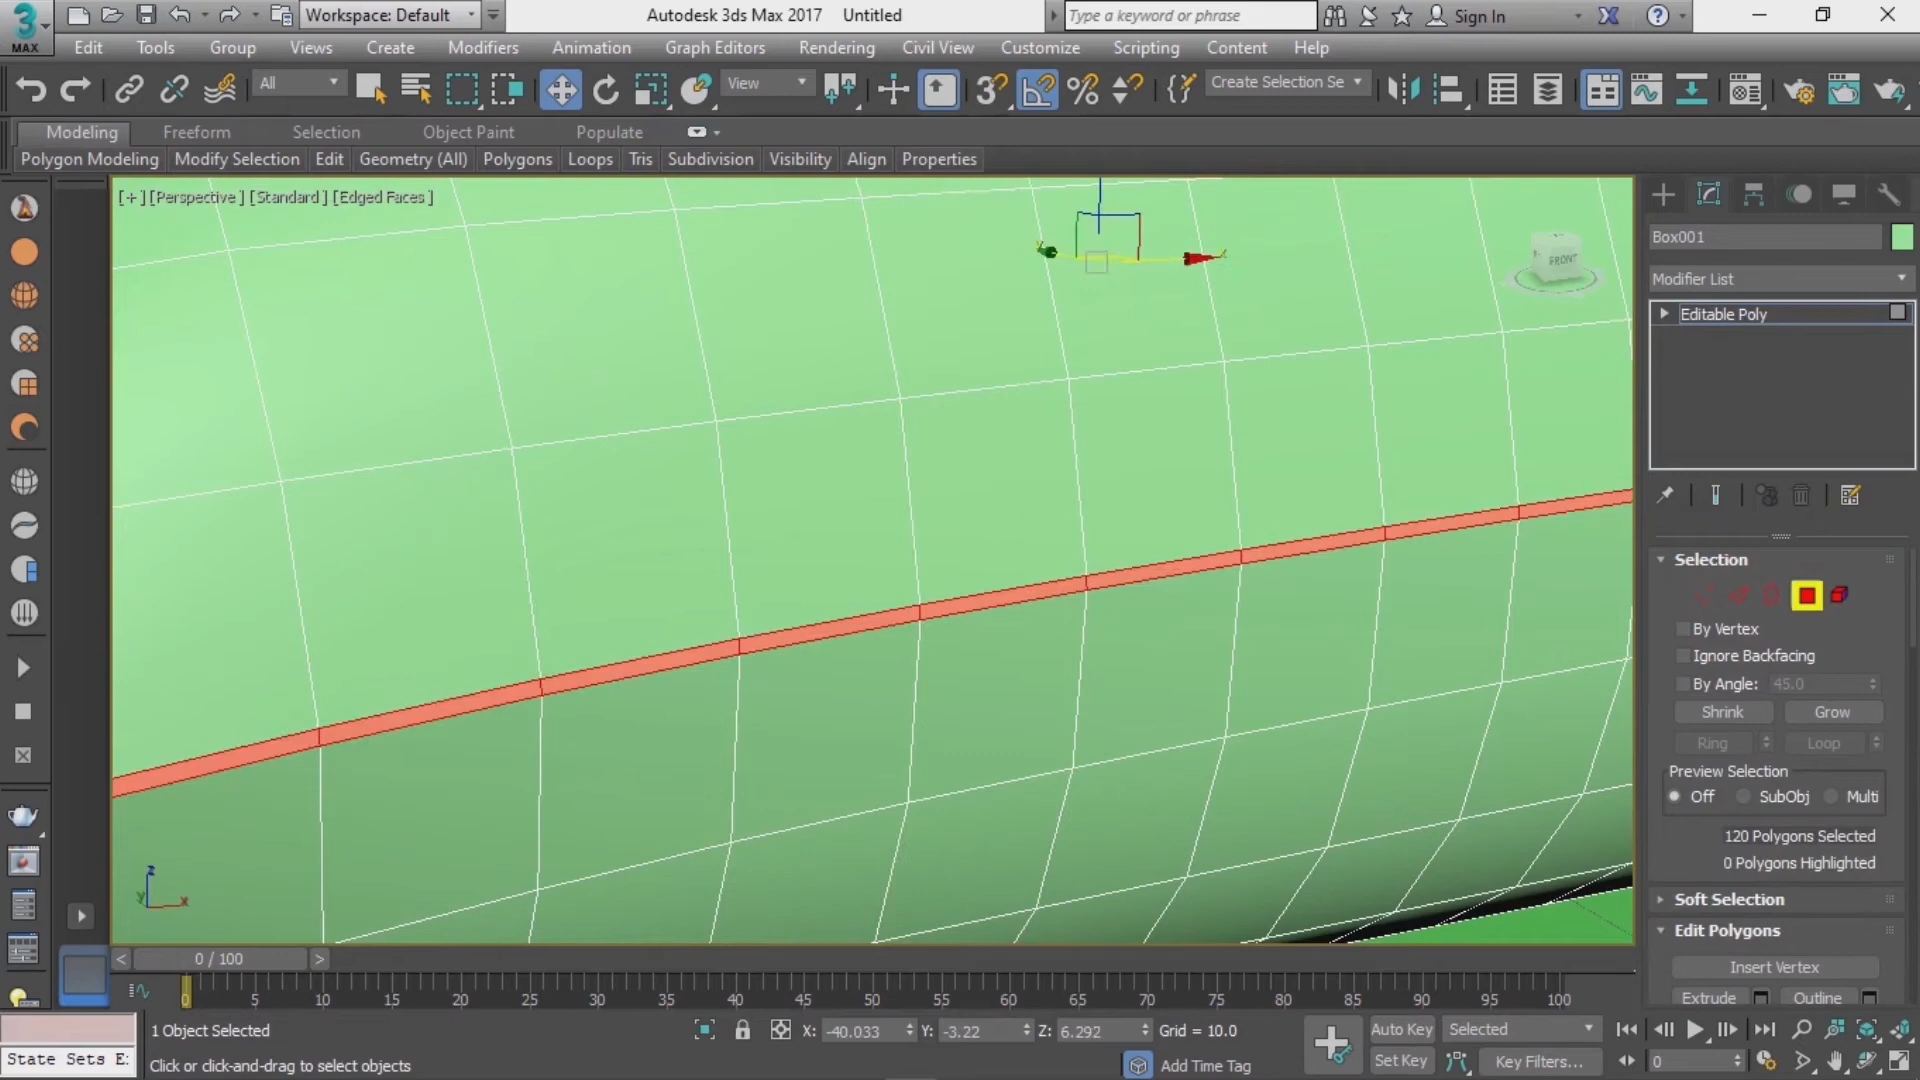 3
MAX
Workspace: Default
Autodesk 3ds Max 2017 Untitled
Type a keyword or phrase
Sign In
Edit Tools Group Views Create Modifiers Animation Graph Editors Rendering Civil View Customize Scripting Content Help
All
View
Create Selection Se
Modeling Freeform Selection Object Paint Populate
Polygon Modeling Modify Selection Edit Geometry (All) Polygons Loops Tris Subdivision Visibility Align Properties
[+] [Perspective ] [Standard ] [Edged Faces ]
FRONT
Box001
Modifier List
Editable Poly
Selection
By Vertex
Ignore Backfacing
By Angle: 45.0
Shrink Grow
Ring Loop
Preview Selection
Off SubObj Multi
120 Polygons Selected
0 Polygons Highlighted
Soft Selection
Edit Polygons
Insert Vertex
Extrude Outline
z
y
x
< 0 / 100 >
0 5 10 15 20 25 30 35 40 45 50 55 60 65 70 75 80 85 90 95 100
1 Object Selected
X: -40.033 Y: -3.22 Z: 6.292 Grid = 10.0
Auto Key Selected
State Sets E:
Click or click-and-drag to select objects
Add Time Tag
Set Key Key Filters... 0